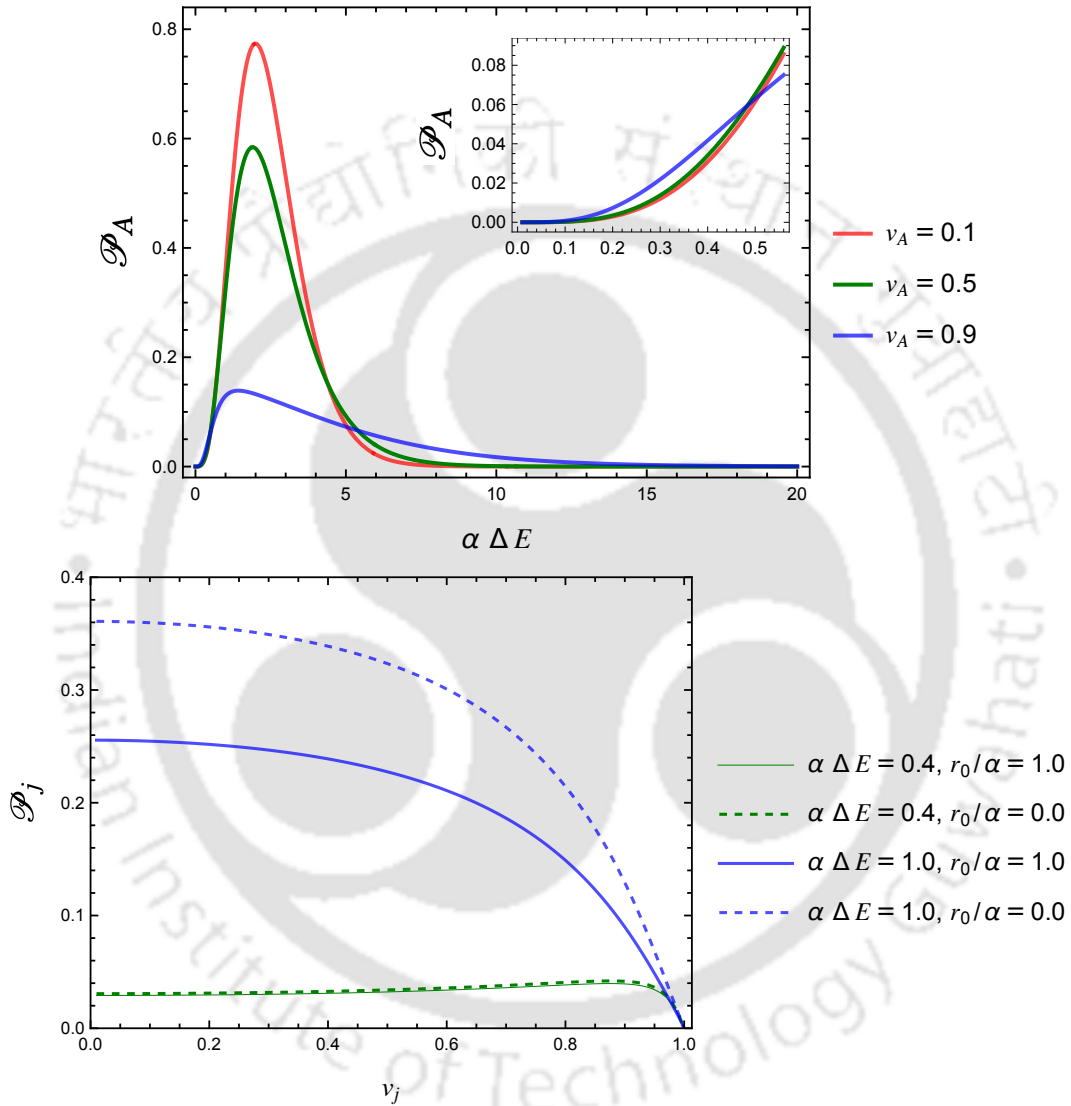 0.8
0.6
0.4
0.2
0.0
𝒫A
0 5 10 15 20
α ΔE
0.08
0.06
0.04
0.02
0.00
𝒫A
0.0 0.1 0.2 0.3 0.4 0.5
vA = 0.1
vA = 0.5
vA = 0.9
0.4
0.3
0.2
0.1
0.0
𝒫j
0.0 0.2 0.4 0.6 0.8 1.0
vj
α ΔE = 0.4, r0/α = 1.0
α ΔE = 0.4, r0/α = 0.0
α ΔE = 1.0, r0/α = 1.0
α ΔE = 1.0, r0/α = 0.0
Indian Institute of Technology Guwahati